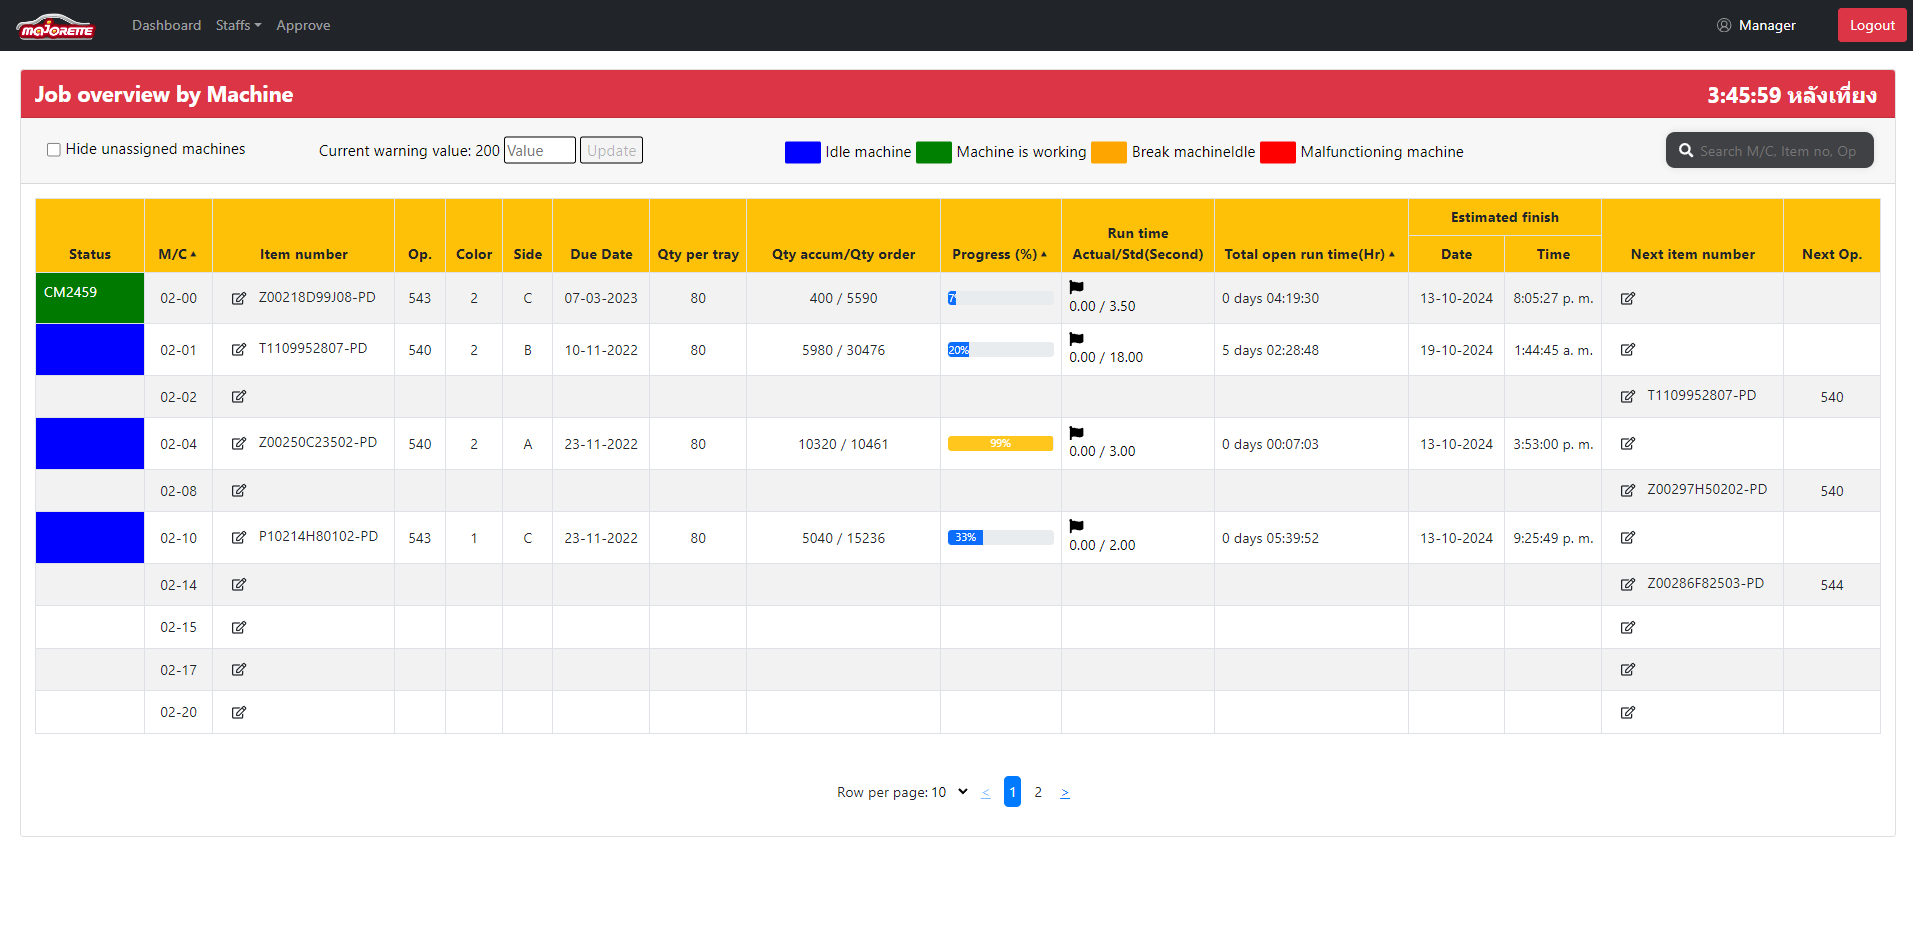 MAJORETTE Dashboard Staffs Approve Manager Logout
Job overview by Machine 3:45:59 หลังเที่ยง
Hide unassigned machines Current warning value: 200 Value Update Idle machine Machine is working Break machineIdle Malfunctioning machine Search M/C, Item no, Op
Status M/C Item number Op. Color Side Due Date Qty per tray Qty accum/Qty order Progress (%) Run time Actual/Std(Second) Total open run time(Hr) Estimated finish Date Time Next item number Next Op.
CM2459 02-00 Z00218D99J08-PD 543 2 C 07-03-2023 80 400 / 5590 7% 0.00 / 3.50 0 days 04:19:30 13-10-2024 8:05:27 p. m.
02-01 T1109952807-PD 540 2 B 10-11-2022 80 5980 / 30476 20% 0.00 / 18.00 5 days 02:28:48 19-10-2024 1:44:45 a. m.
02-02 T1109952807-PD 540
02-04 Z00250C23502-PD 540 2 A 23-11-2022 80 10320 / 10461 99% 0.00 / 3.00 0 days 00:07:03 13-10-2024 3:53:00 p. m.
02-08 Z00297H50202-PD 540
02-10 P10214H80102-PD 543 1 C 23-11-2022 80 5040 / 15236 33% 0.00 / 2.00 0 days 05:39:52 13-10-2024 9:25:49 p. m.
02-14 Z00286F82503-PD 544
02-15
02-17
02-20
Row per page: 10 < 1 2 >